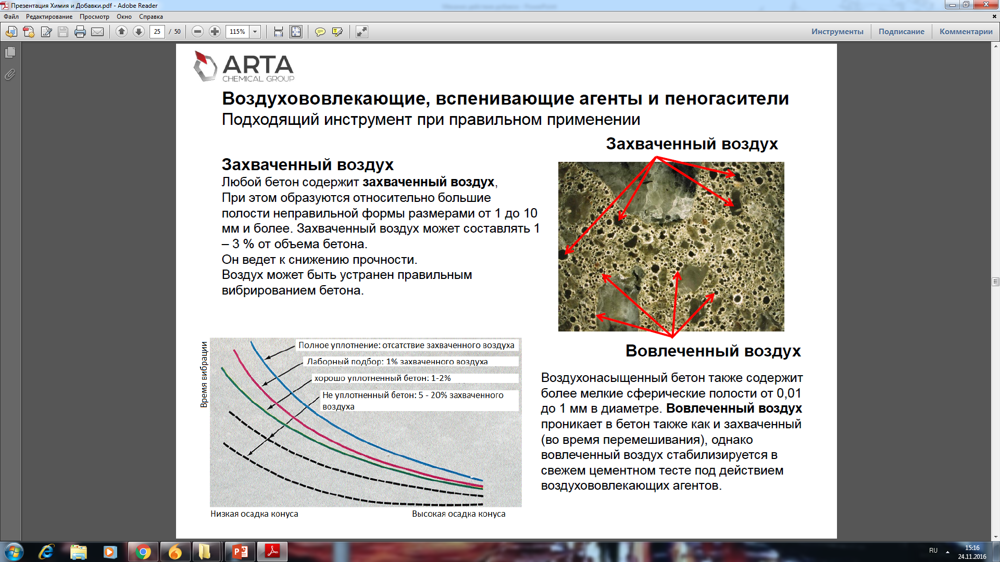 Презентация Химия и Добавки.pdf - Adobe Reader
Файл Редактирование Просмотр Окно Справка
25 / 50 115% Инструменты Подписание Комментарии
ARTA
CHEMICAL GROUP
Воздухововлекающие, вспенивающие агенты и пеногасители
Подходящий инструмент при правильном применении
Захваченный воздух
Захваченный воздух
Любой бетон содержит захваченный воздух,
При этом образуются относительно большие
полости неправильной формы размерами от 1 до 10
мм и более. Захваченный воздух может составлять 1
– 3 % от объема бетона.
Он ведет к снижению прочности.
Воздух может быть устранен правильным
вибрированием бетона.
Время вибрации
Полное уплотнение: отсатствие захваченного воздуха
Лаборный подбор: 1% захваченного воздуха
хорошо уплотненный бетон: 1-2%
Не уплотненный бетон: 5 - 20% захваченного
воздуха
Низкая осадка конуса
Высокая осадка конуса
Вовлеченный воздух
Воздухонасыщенный бетон также содержит
более мелкие сферические полости от 0,01
до 1 мм в диаметре. Вовлеченный воздух
проникает в бетон также как и захваченный
(во время перемешивания), однако
вовлеченный воздух стабилизируется в
свежем цементном тесте под действием
воздухововлекающих агентов.
RU
15:16
24.11.2016